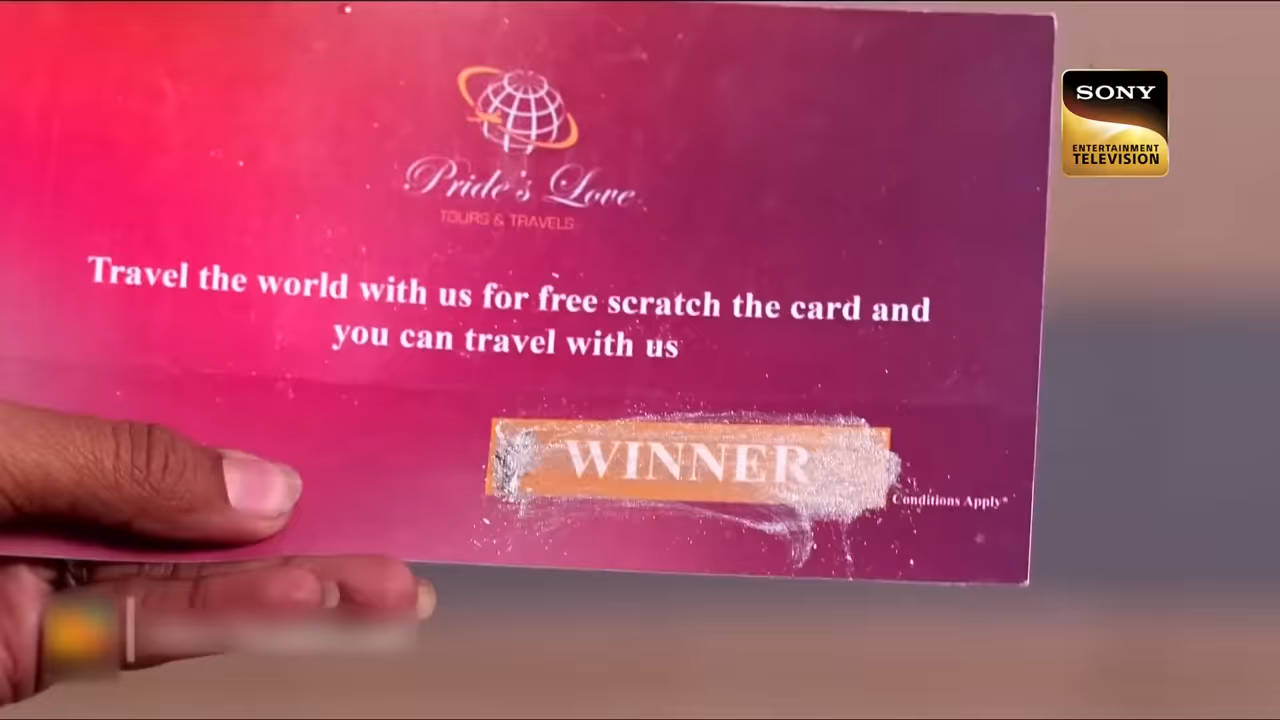 SONY
ENTERTAINMENT
TELEVISION
Pride's Love
TOURS & TRAVELS
Travel the world with us for free scratch the card and
you can travel with us
WINNER
Conditions Apply*